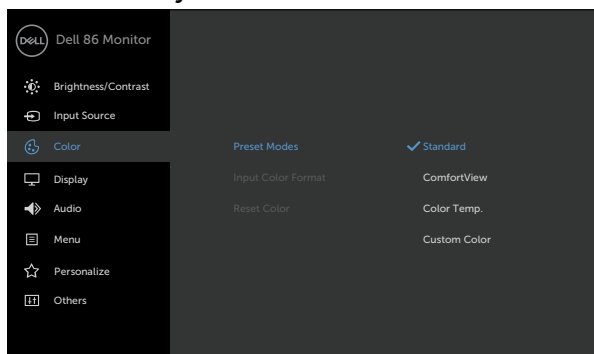 DELL
Dell 86 Monitor
Brightness/Contrast
Input Source
Color
Preset Modes
Standard
Display
Input Color Format
ComfortView
Audio
Reset Color
Color Temp.
Menu
Custom Color
Personalize
Others